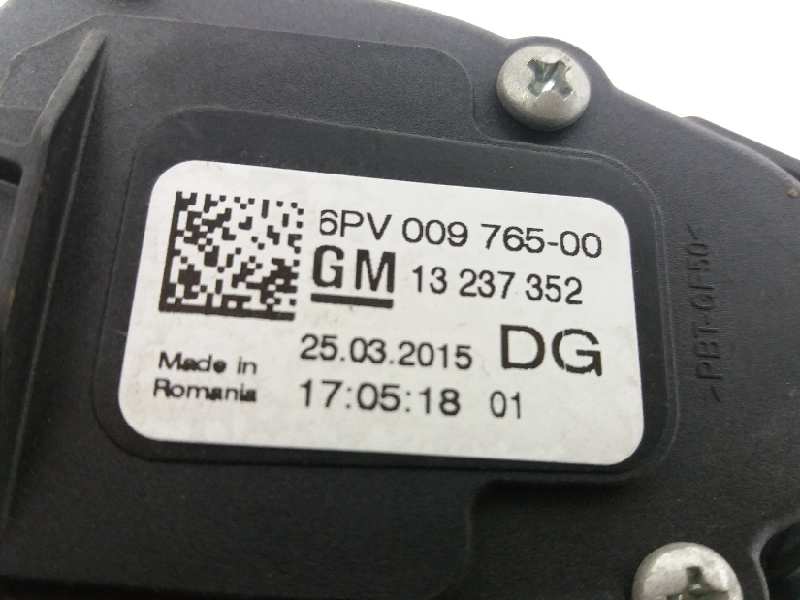 6PV 009 765-00
GM 13 237 352
25.03.2015 DG
Made in
Romania
17:05:18 01
>PBT-GF50<